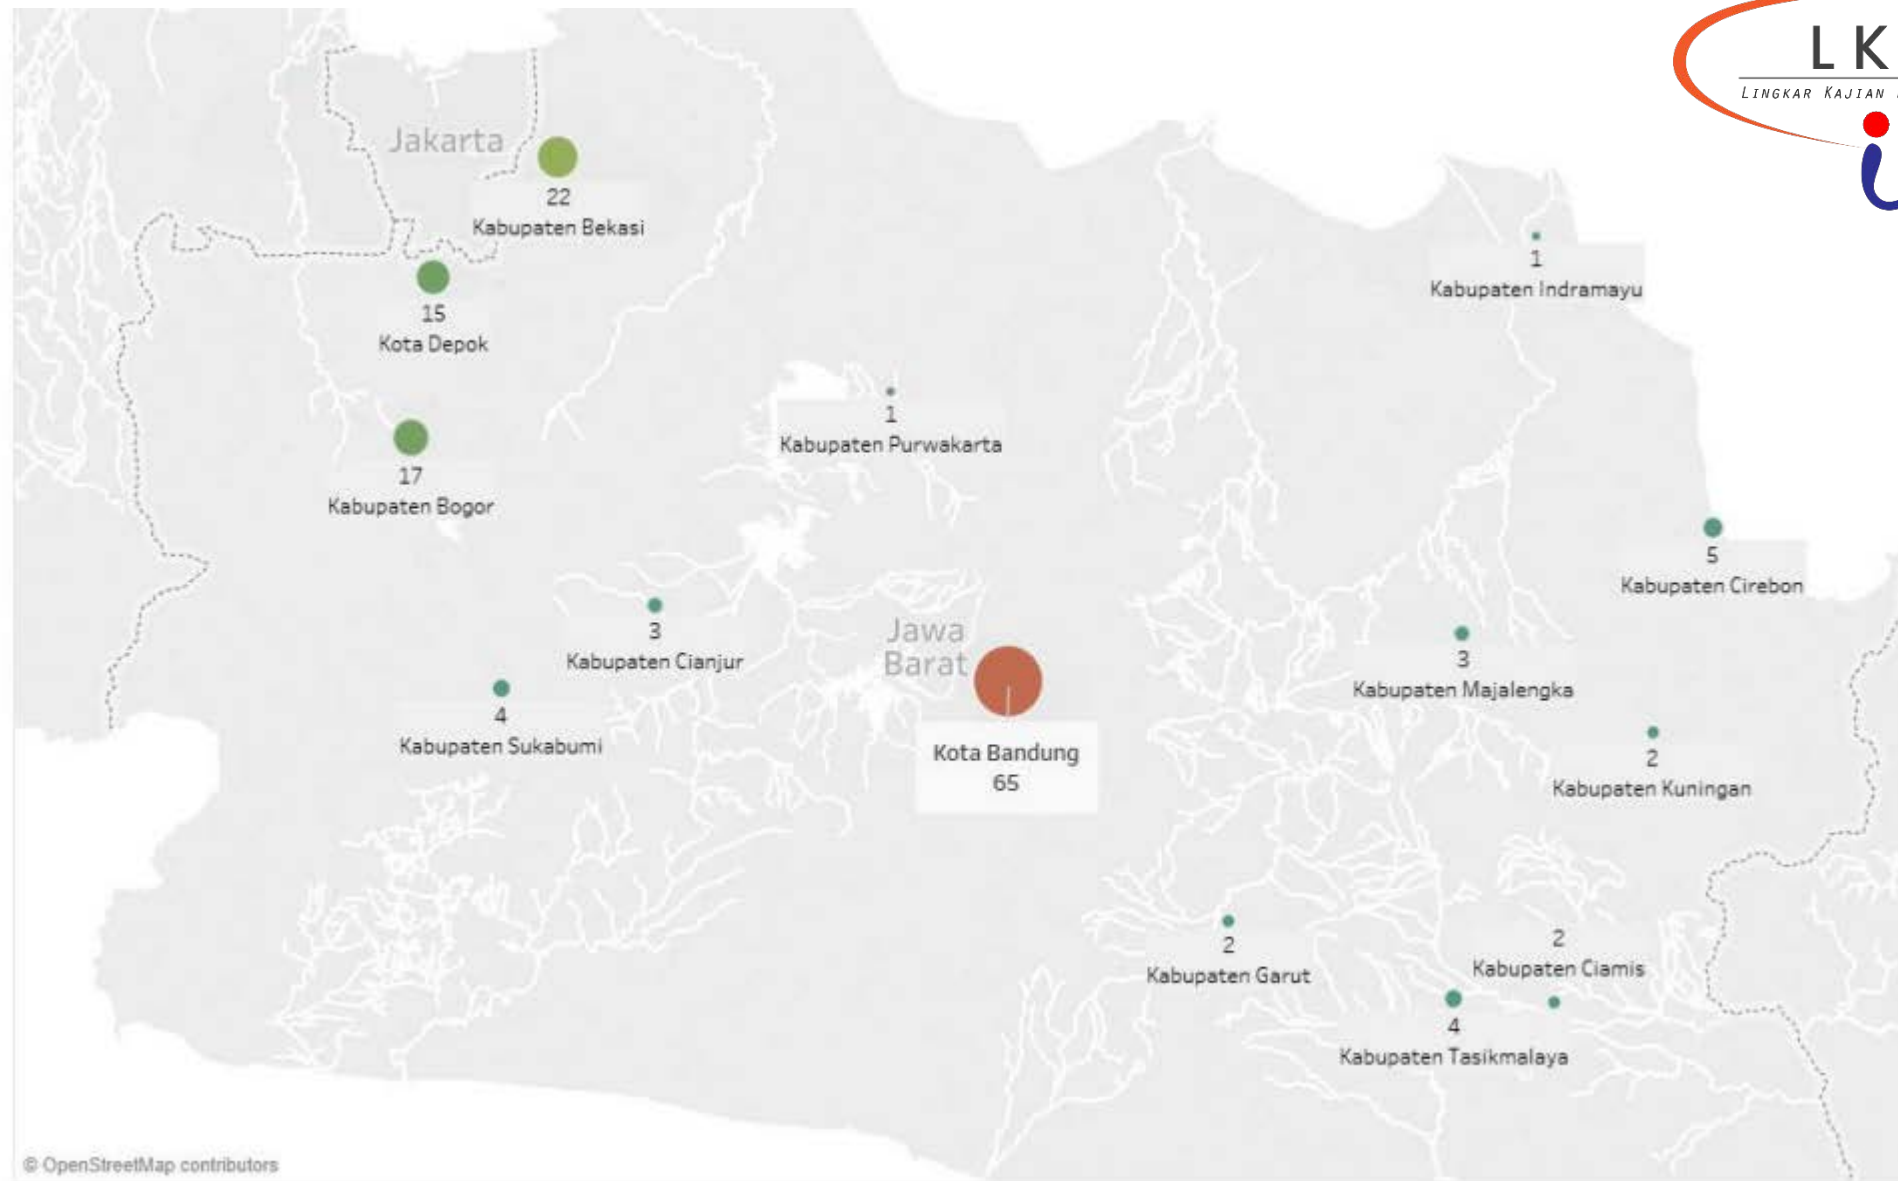 L K
LINGKAR KAJIAN
Jakarta
22
Kabupaten Bekasi
15
Kota Depok
1
Kabupaten Indramayu
1
Kabupaten Purwakarta
17
Kabupaten Bogor
5
Kabupaten Cirebon
3
Kabupaten Cianjur
Jawa
Barat
3
Kabupaten Majalengka
4
Kabupaten Sukabumi
Kota Bandung
65
2
Kabupaten Kuningan
2
Kabupaten Garut
2
Kabupaten Ciamis
4
Kabupaten Tasikmalaya
© OpenStreetMap contributors